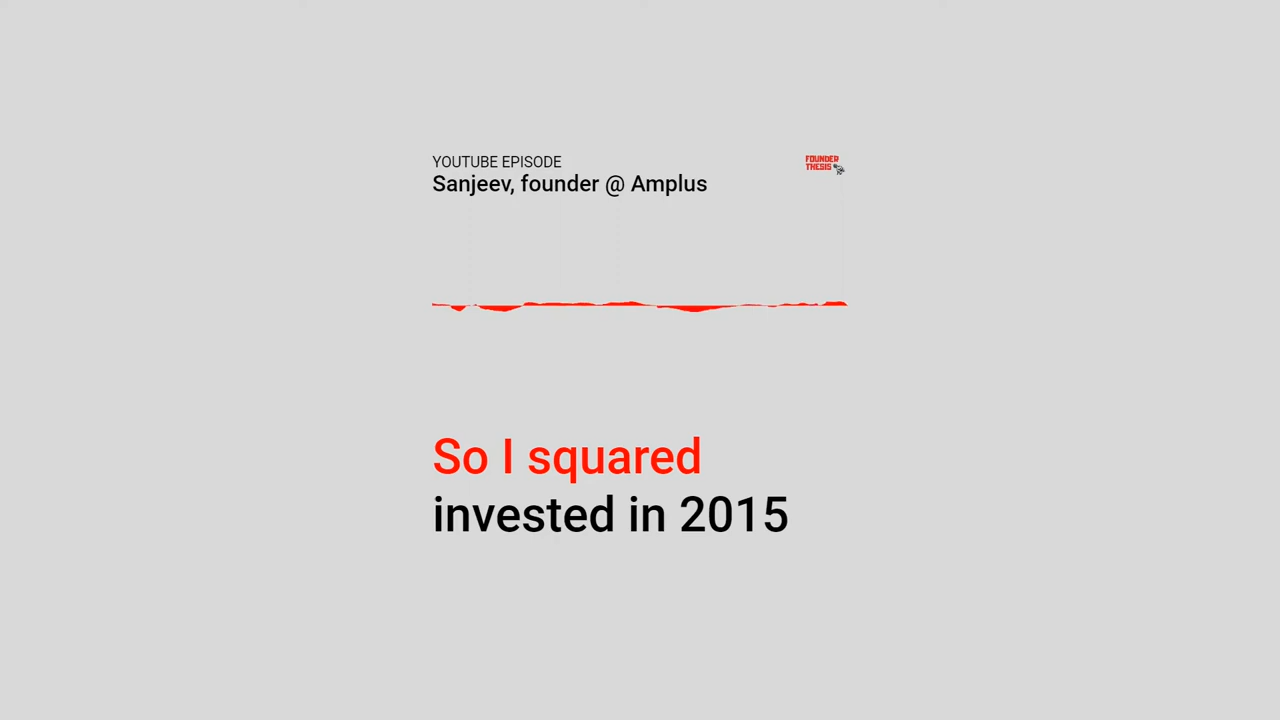 YOUTUBE EPISODE
Sanjeev, founder @ Amplus
FOUNDER
THESIS
So I squared
invested in 2015